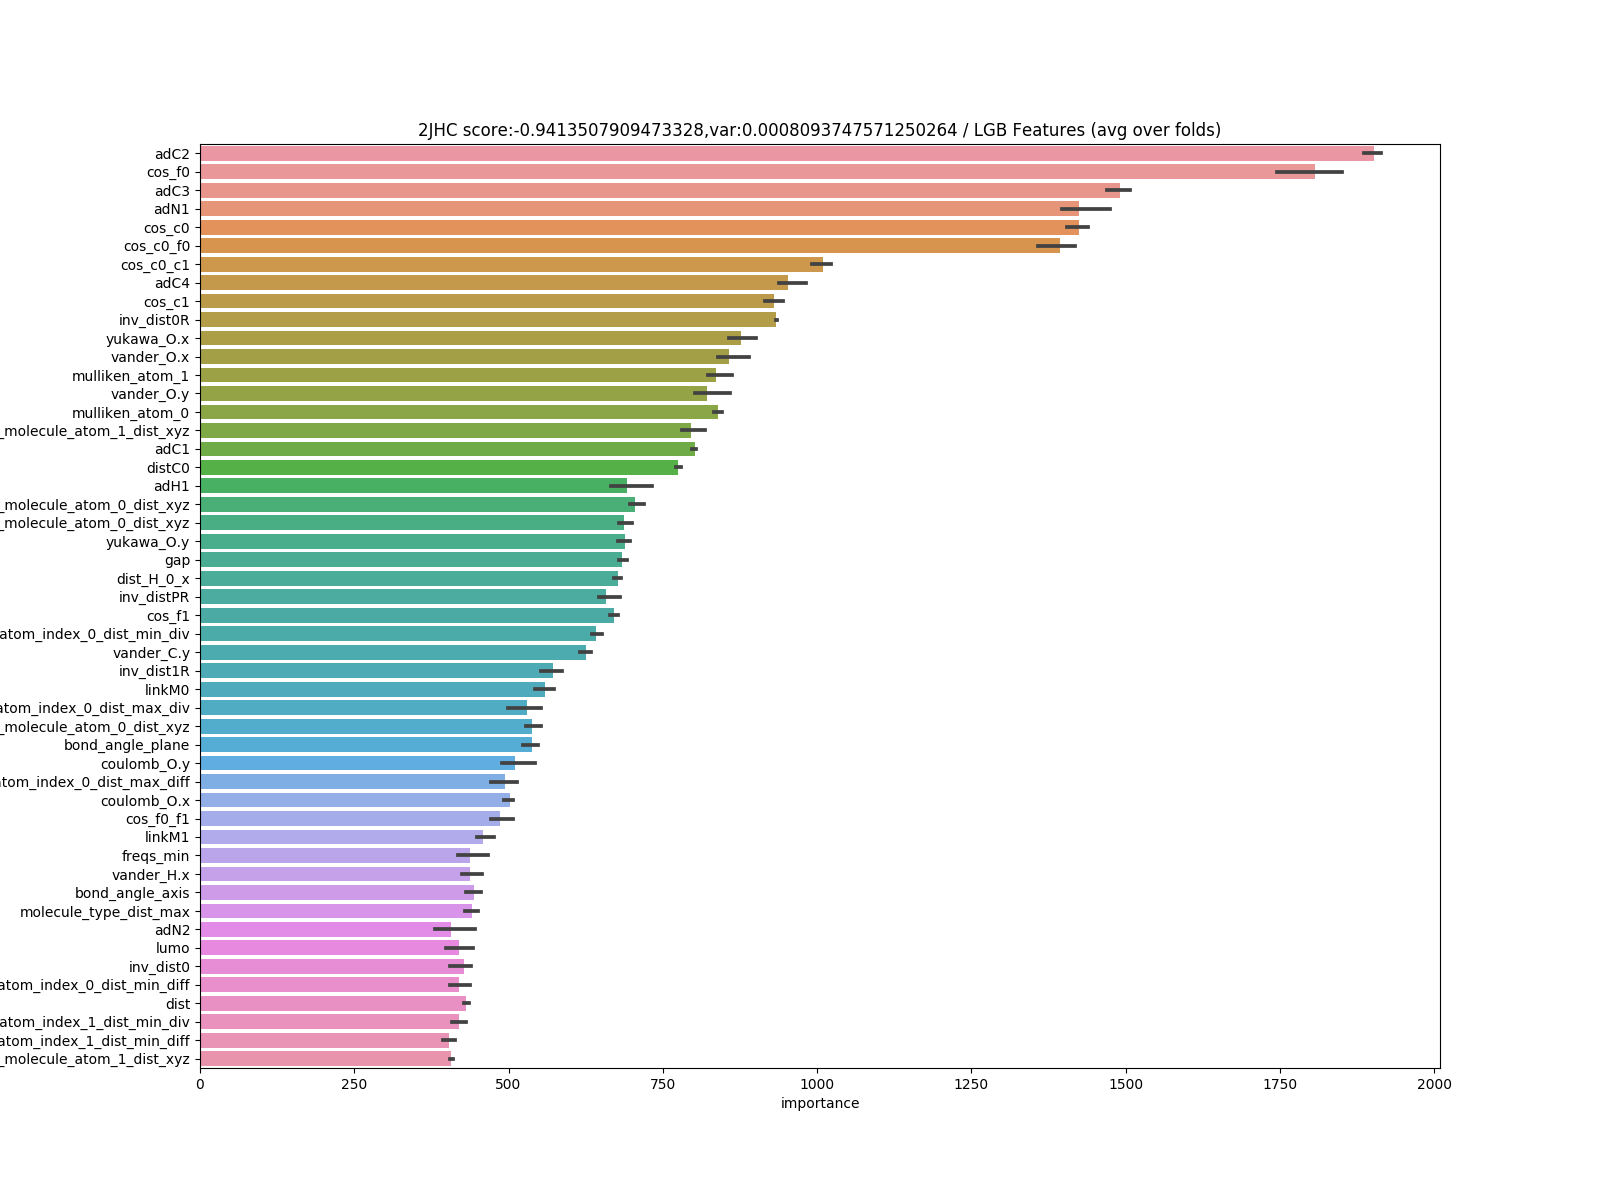 2JHC score:-0.9413507909473328,var:0.0008093747571250264 / LGB Features (avg over folds)
adC2
cos_f0
adC3
adN1
cos_c0
cos_c0_f0
cos_c0_c1
adC4
cos_c1
inv_dist0R
yukawa_O.x
vander_O.x
mulliken_atom_1
vander_O.y
mulliken_atom_0
_molecule_atom_1_dist_xyz
adC1
distC0
adH1
_molecule_atom_0_dist_xyz
_molecule_atom_0_dist_xyz
yukawa_O.y
gap
dist_H_0_x
inv_distPR
cos_f1
atom_index_0_dist_min_div
vander_C.y
inv_dist1R
linkM0
atom_index_0_dist_max_div
_molecule_atom_0_dist_xyz
bond_angle_plane
coulomb_O.y
atom_index_0_dist_max_diff
coulomb_O.x
cos_f0_f1
linkM1
freqs_min
vander_H.x
bond_angle_axis
molecule_type_dist_max
adN2
lumo
inv_dist0
atom_index_0_dist_min_diff
dist
atom_index_1_dist_min_div
atom_index_1_dist_min_diff
_molecule_atom_1_dist_xyz
0 250 500 750 1000 1250 1500 1750 2000
importance